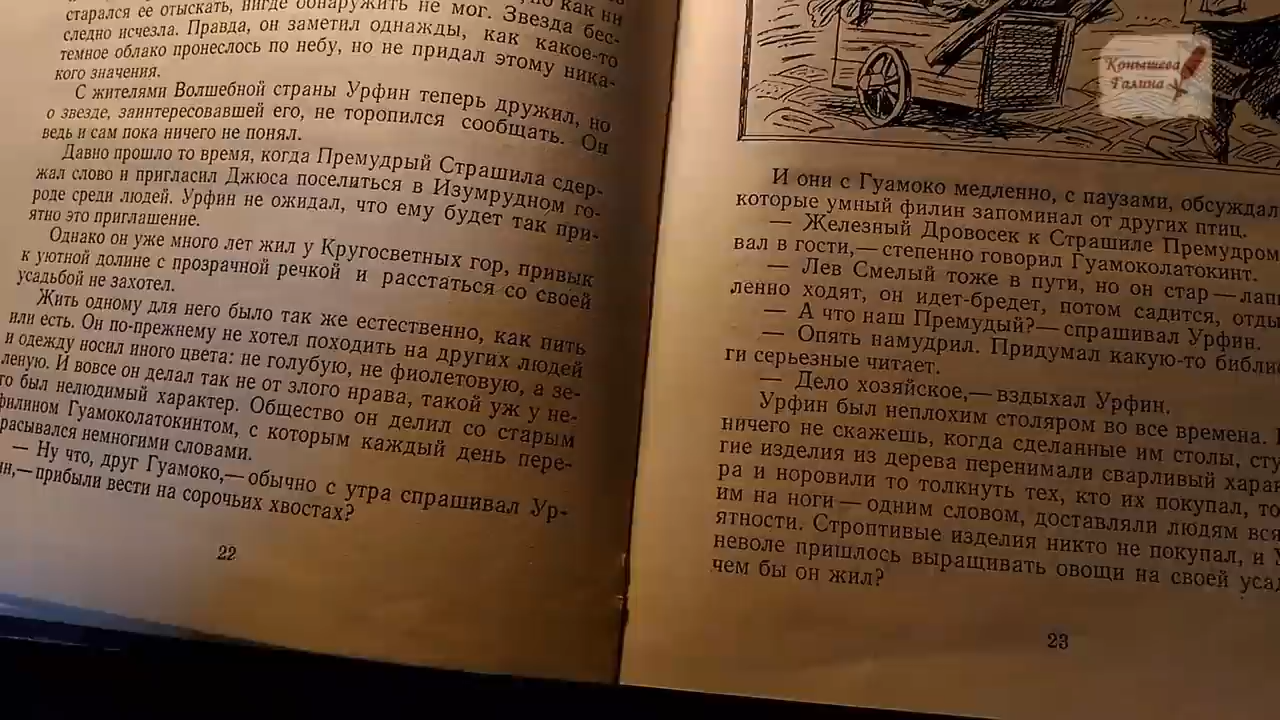 но как ни
старался ее отыскать, нигде обнаружить не мог. Звезда бес-
следно исчезла. Правда, он заметил однажды, как какое-то
темное облако пронеслось по небу, но не придал этому ника-
кого значения.
С жителями Волшебной страны Урфин теперь дружил, но
о звезде, заинтересовавшей его, не торопился сообщать. Он
ведь и сам пока ничего не понял.
Давно прошло то время, когда Премудрый Страшила сдер-
жал слово и пригласил Джюса поселиться в Изумрудном го-
роде среди людей. Урфин не ожидал, что ему будет так при-
ятно это приглашение.
Однако он уже много лет жил у Кругосветных гор, привык
к уютной долине с прозрачной речкой и расстаться со своей
усадьбой не захотел.
Жить одному для него было так же естественно, как пить
или есть. Он по-прежнему не хотел походить на других людей
и одежду носил иного цвета: не голубую, не фиолетовую, а зе-
леную. И вовсе он делал так не от злого нрава, такой уж у не-
го был нелюдимый характер. Общество он делил со старым
филином Гуамоколатокинтом, с которым каждый день пере-
расывался немногими словами.
— Ну что, друг Гуамоко,— обычно с утра спрашивал Ур-
ин,— прибыли вести на сорочьих хвостах?
22
Конышева
Галина
И они с Гуамоко медленно, с паузами, обсуждал
которые умный филин запоминал от других птиц.
— Железный Дровосек к Страшиле Премудром
вал в гости,— степенно говорил Гуамоколатокинт.
— Лев Смелый тоже в пути, но он стар — лап
ленно ходят, он идет-бредет, потом садится, отды
— А что наш Премудый?— спрашивал Урфин.
— Опять намудрил. Придумал какую-то библи
ги серьезные читает.
— Дело хозяйское,— вздыхал Урфин.
Урфин был неплохим столяром во все времена.
ничего не скажешь, когда сделанные им столы, сту
гие изделия из дерева перенимали сварливый харак
ра и норовили то толкнуть тех, кто их покупал, то
им на ноги — одним словом, доставляли людям вся
ятности. Строптивые изделия никто не покупал, и У
неволе пришлось выращивать овощи на своей усад
чем бы он жил?
23